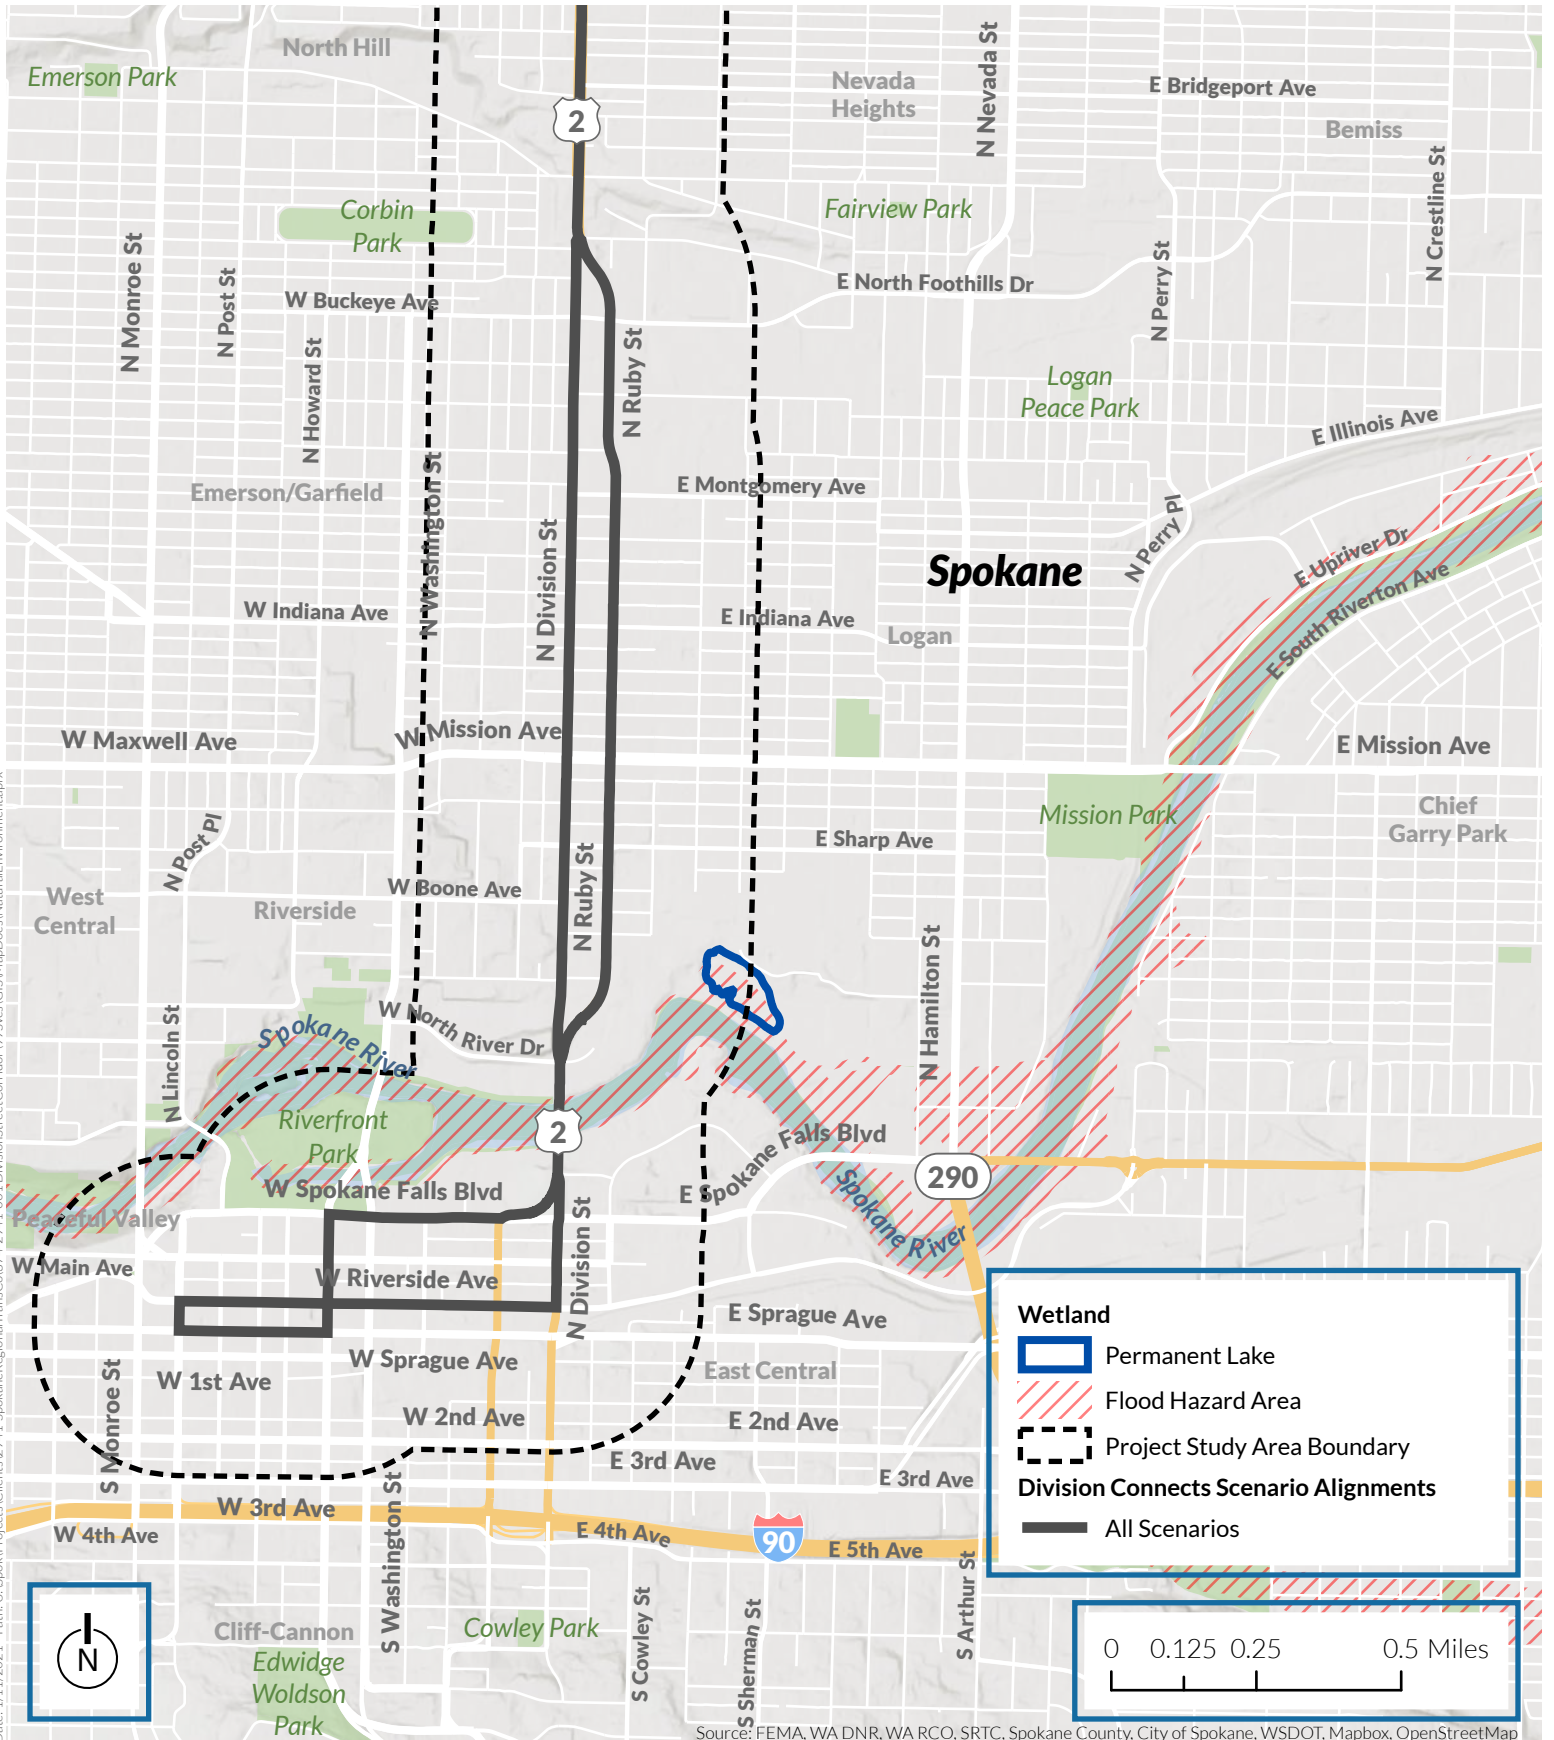 North Hill
Emerson Park
Nevada
Heights
N Nevada St
E Bridgeport Ave
Bemiss
2
N Crestline St
Corbin
Park
Fairview Park
N Monroe St
N Post St
W Buckeye Ave
E North Foothills Dr
N Perry St
N Howard St
N Ruby St
Logan
Peace Park
E Illinois Ave
N Washington St
Emerson/Garfield
E Montgomery Ave
N Perry Pl
N Division St
Spokane
E Upriver Dr
E South Riverton Ave
W Indiana Ave
E Indiana Ave
Logan
W Maxwell Ave
W Mission Ave
E Mission Ave
Mission Park
Chief
Garry Park
N Post Pl
E Sharp Ave
N Ruby St
W Boone Ave
West
Central
Riverside
N Hamilton St
N Lincoln St
Spokane River
W North River Dr
Riverfront
Park
2
E Spokane Falls Blvd
290
W Spokane Falls Blvd
Spokane River
Peaceful Valley
W Main Ave
W Riverside Ave
N Division St
E Sprague Ave
W Sprague Ave
East Central
S Monroe St
W 1st Ave
W 2nd Ave
E 2nd Ave
E 3rd Ave
E 3rd Ave
W 3rd Ave
W 4th Ave
E 4th Ave
90
E 5th Ave
S Washington St
S Cowley St
S Sherman St
S Arthur St
Cliff-Cannon
Cowley Park
Edwidge
Woldson
Park
N
Wetland
Permanent Lake
Flood Hazard Area
Project Study Area Boundary
Division Connects Scenario Alignments
All Scenarios
0 0.125 0.25 0.5 Miles
Source: FEMA, WA DNR, WA RCO, SRTC, Spokane County, City of Spokane, WSDOT, Mapbox, OpenStreetMap